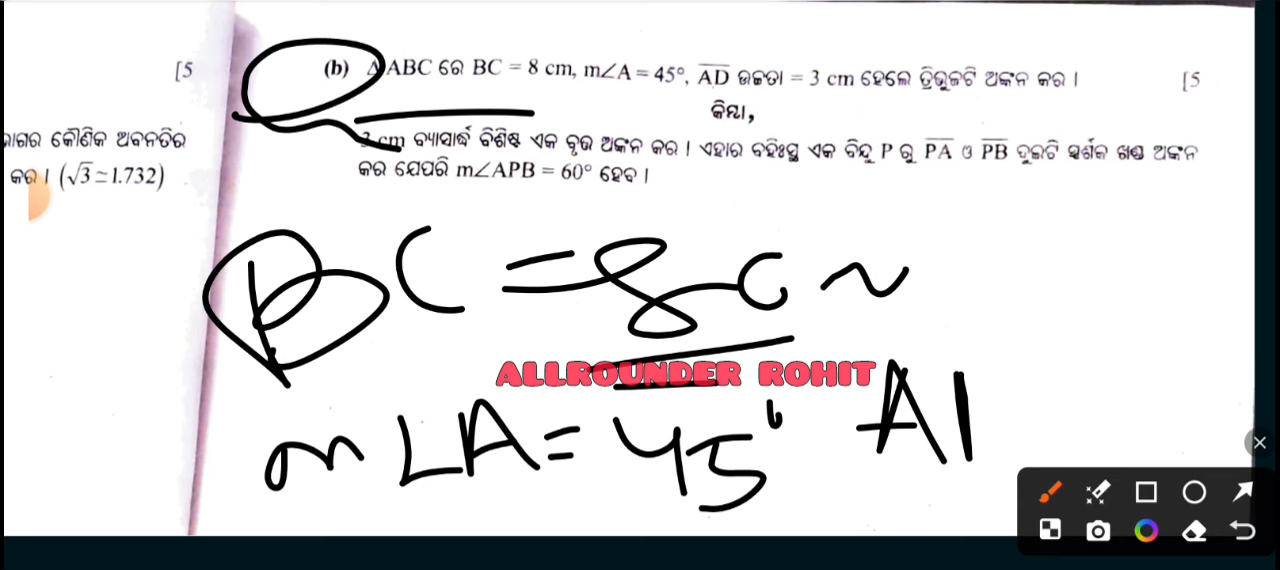 [5
(b) Δ ABC ରେ BC = 8 cm, m∠A = 45°, AD ଉଚ୍ଚତା = 3 cm ହେଲେ ତ୍ରିଭୁଜଟି ଅଙ୍କନ କର । [5
କିମ୍ବା,
3 cm ବ୍ୟାସାର୍ଦ୍ଧ ବିଶିଷ୍ଟ ଏକ ବୃତ୍ତ ଅଙ୍କନ କର । ଏହାର ବହିଃସ୍ଥ ଏକ ବିନ୍ଦୁ P ରୁ PA ଓ PB ଦୁଇଟି ସ୍ପର୍ଶକ ଖଣ୍ଡ ଅଙ୍କନ
କର ଯେପରି m∠APB = 60° ହେବ ।
କୌଣିକ ଅବନତିର
କର । (√3 ≃ 1.732)
BC = 8 cm
ALLROUNDER ROHIT
m∠A = 45° A